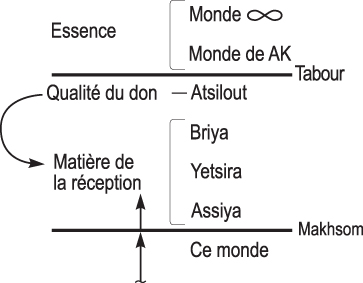 Monde ∞
Essence
Monde de AK
Tabour
Qualité du don — Atsilout
Briya
Matière de
la réception
Yetsira
Assiya
Makhsom
Ce monde